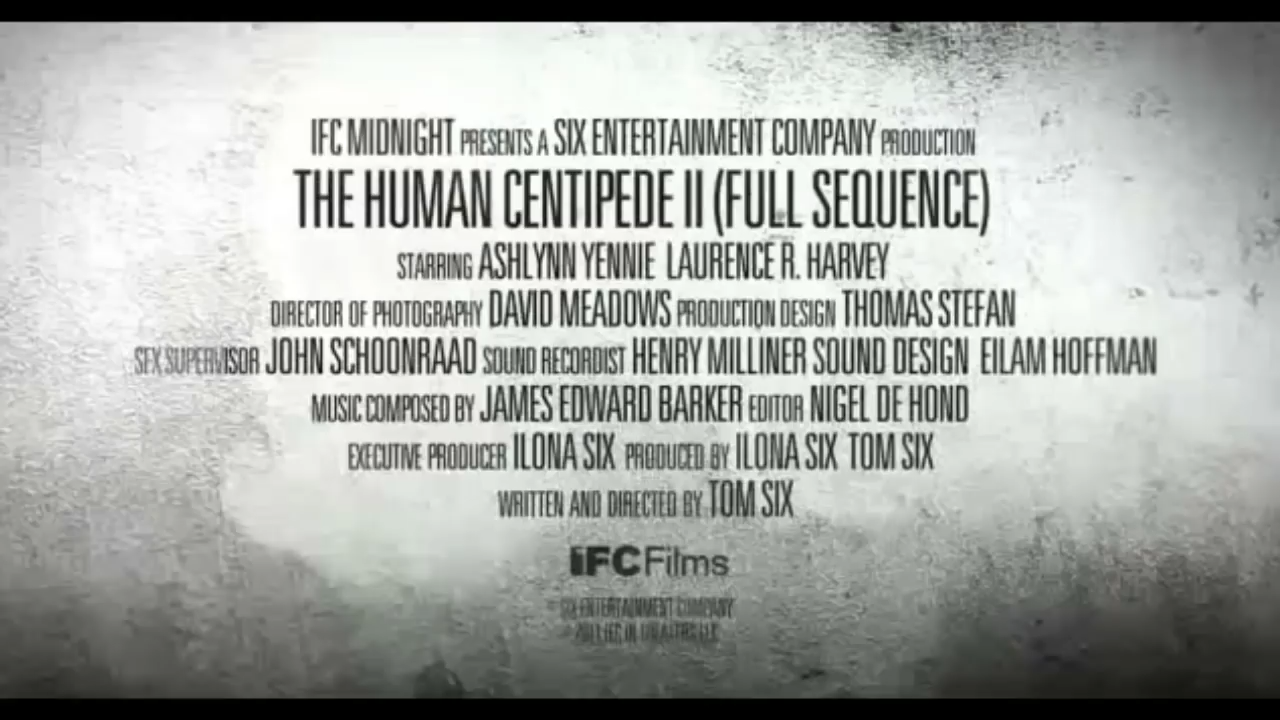 IFC MIDNIGHT PRESENTS A SIX ENTERTAINMENT COMPANY PRODUCTION
THE HUMAN CENTIPEDE II (FULL SEQUENCE)
STARRING ASHLYNN YENNIE LAURENCE R. HARVEY
DIRECTOR OF PHOTOGRAPHY DAVID MEADOWS PRODUCTION DESIGN THOMAS STEFAN
SFX SUPERVISOR JOHN SCHOONRAAD SOUND RECORDIST HENRY MILLINER SOUND DESIGN EILAM HOFFMAN
MUSIC COMPOSED BY JAMES EDWARD BARKER EDITOR NIGEL DE HOND
EXECUTIVE PRODUCER ILONA SIX PRODUCED BY ILONA SIX TOM SIX
WRITTEN AND DIRECTED BY TOM SIX
IFC Films
SIX ENTERTAINMENT COMPANY